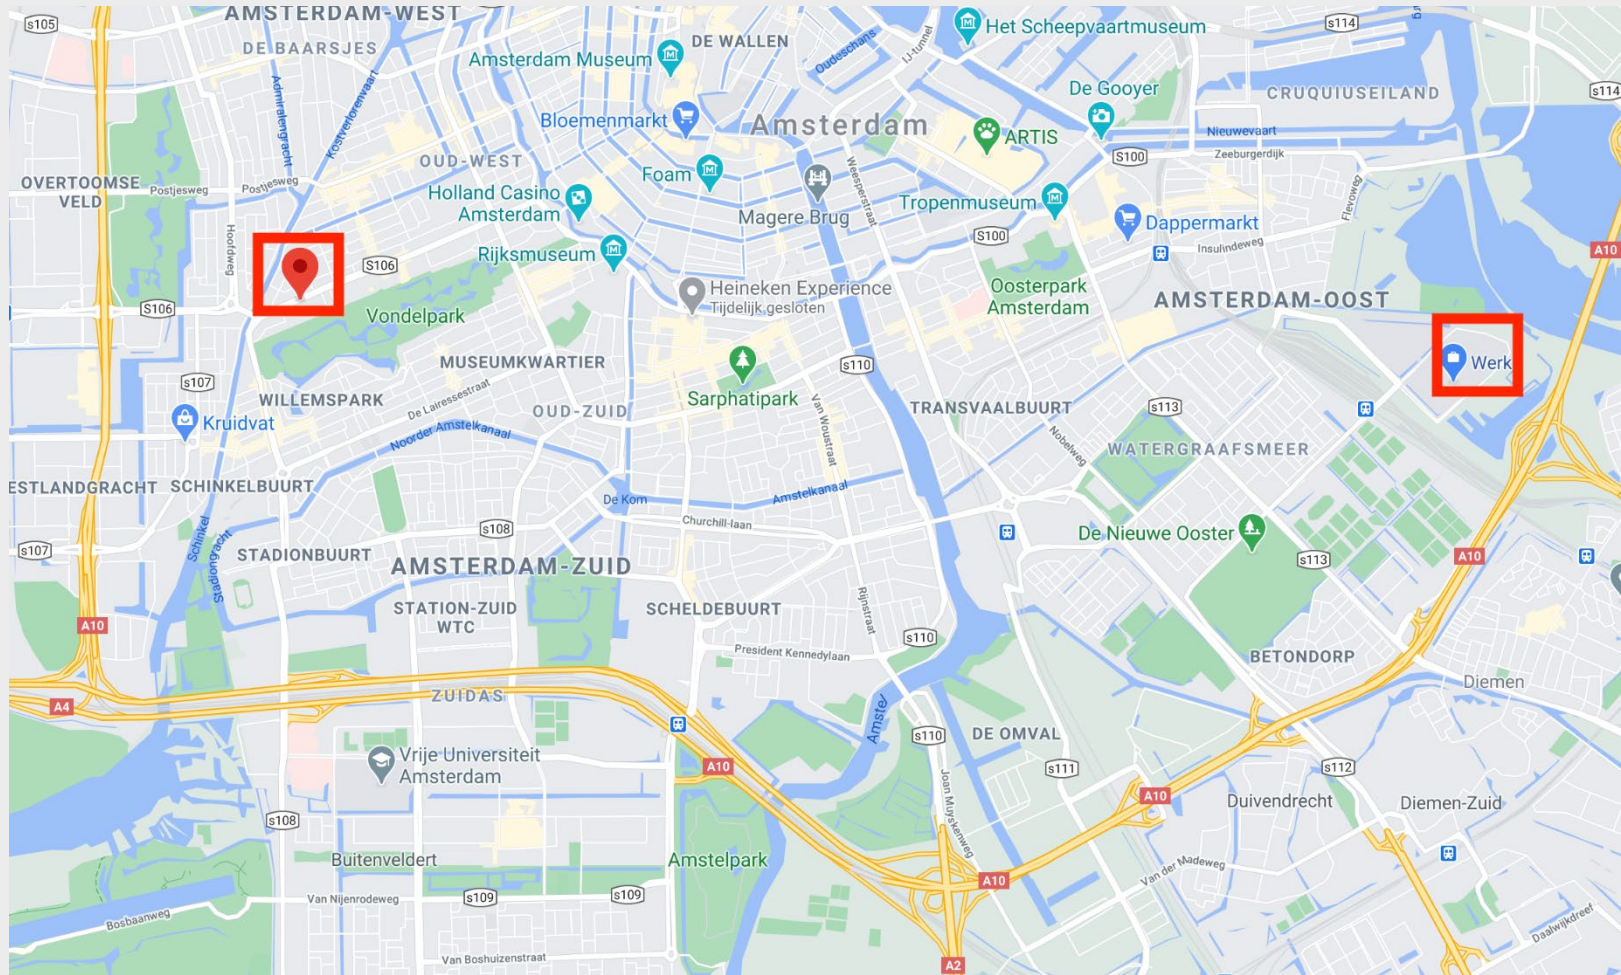 AMSTERDAM-WEST
s105
DE BAARSJES
DE WALLEN
Het Scheepvaartmuseum
s114
Amsterdam Museum
Oudeschans
IJ-tunnel
De Gooyer
CRUQUIUSEILAND
s114
Admiralengracht
Kostverlorenvaart
Bloemenmarkt
Amsterdam
ARTIS
Nieuwevaart
S100
Zeeburgerdijk
OVERTOOMSE
VELD
Postjesweg
Postjesweg
OUD-WEST
Foam
Holland Casino
Amsterdam
Magere Brug
Weesperstraat
Tropenmuseum
Dappermarkt
Flevoweg
Hoofdweg
Rijksmuseum
S100
Insulindeweg
A10
S106
Heineken Experience
Tijdelijk gesloten
Oosterpark
Amsterdam
AMSTERDAM-OOST
S106
Vondelpark
MUSEUMKWARTIER
s110
Werk
s107
WILLEMSPARK
De Lairessestraat
OUD-ZUID
Sarphatipark
Van Woustraat
TRANSVAALBUURT
s113
Kruidvat
Noorder Amstelkanaal
Nobelweg
WATERGRAAFSMEER
ESTLANDGRACHT
SCHINKELBUURT
De Kom
Amstelkanaal
Schinkel
s108
Churchill-laan
De Nieuwe Ooster
s107
STADIONBUURT
Stadiongracht
AMSTERDAM-ZUID
s113
A10
STATION-ZUID
WTC
SCHELDEBUURT
Rijnstraat
A10
s110
President Kennedylaan
BETONDORP
Diemen
A4
ZUIDAS
Amstel
s110
DE OMVAL
Vrije Universiteit
Amsterdam
A10
s111
s112
Joan Muyskenweg
A10
Duivendrecht
Diemen-Zuid
s108
Buitenveldert
Amstelpark
Van der Madeweg
A10
Van Nijenrodeweg
s109
s109
Bosbaanweg
Daalwijkdreef
Van Boshuizenstraat
A2